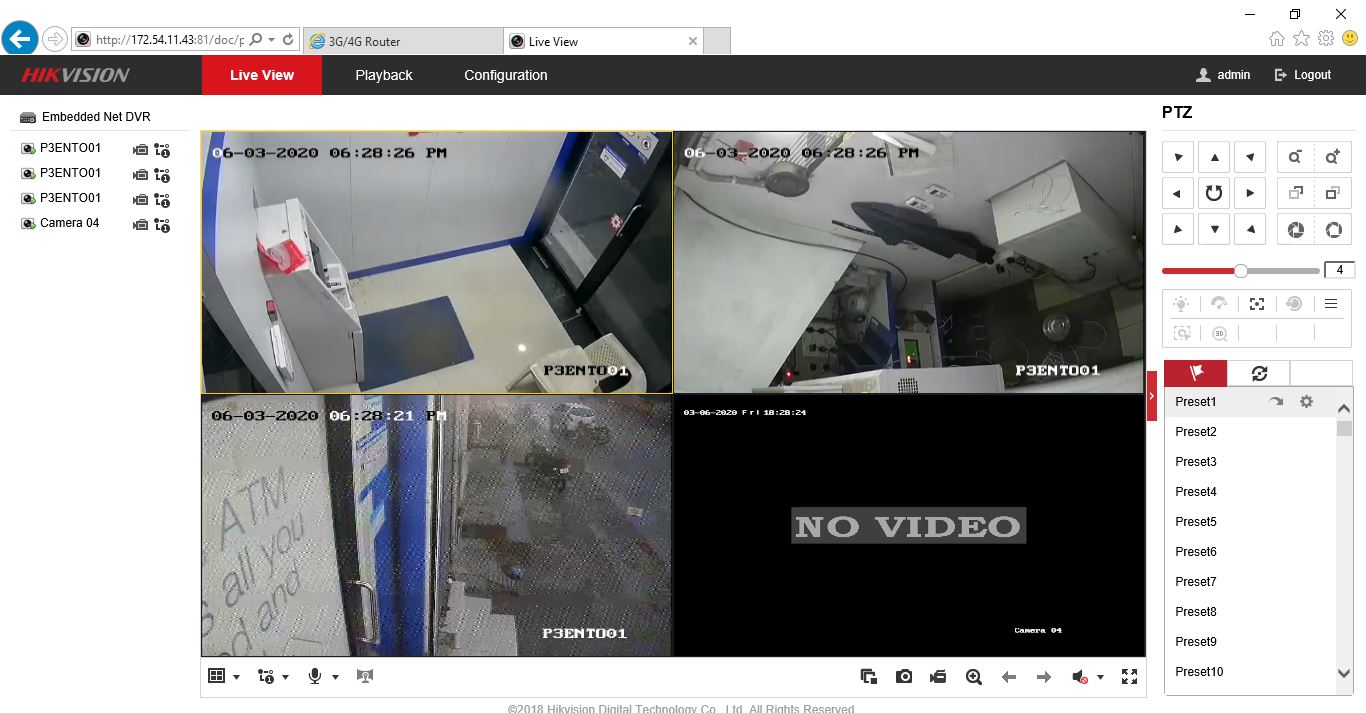 http://172.54.11.43:81/doc/p
3G/4G Router
Live View
HIKVISION
Live View
Playback
Configuration
admin
Logout
Embedded Net DVR
P3ENTO01
P3ENTO01
P3ENTO01
Camera 04
06-03-2020 06:28:26 PM
P3ENTO01
06-03-2020 06:28:26 PM
P3ENTO01
06-03-2020 06:28:21 PM
ATM
all you
and
P3ENTO01
03-06-2020 Fri 18:28:24
NO VIDEO
Camera 04
PTZ
4
3D
Preset1
Preset2
Preset3
Preset4
Preset5
Preset6
Preset7
Preset8
Preset9
Preset10
©2018 Hikvision Digital Technology Co., Ltd. All Rights Reserved.